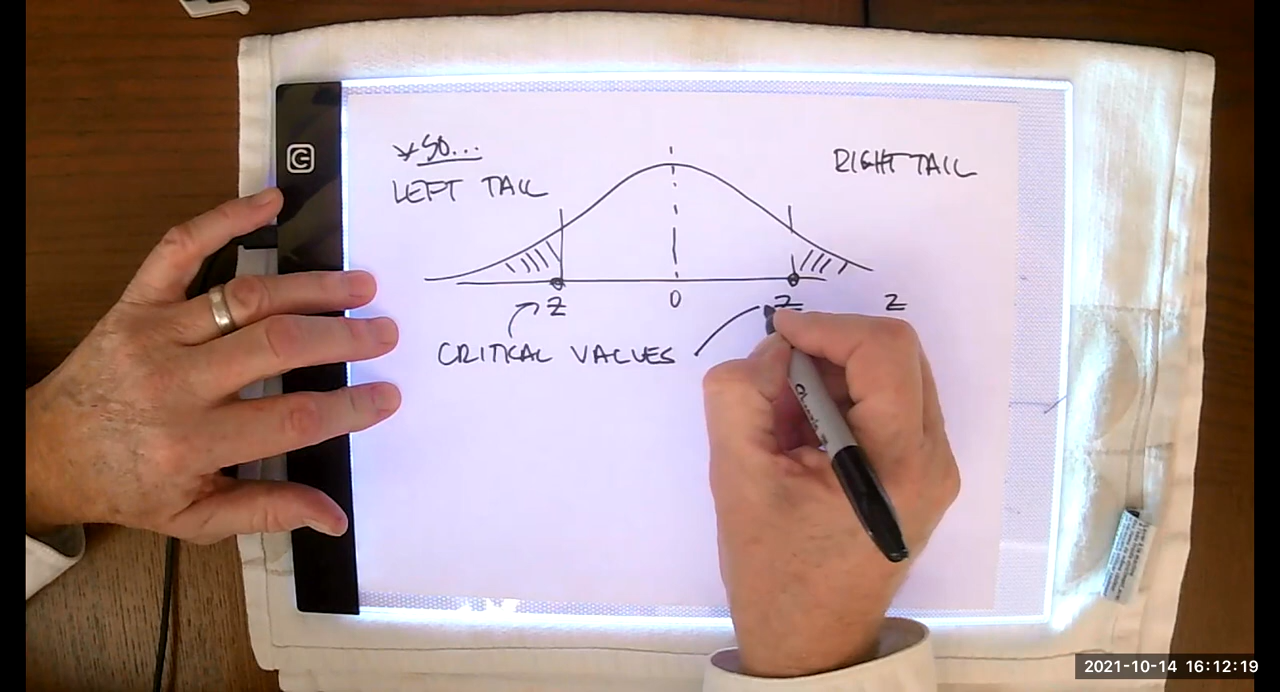 *SO...
LEFT TAIL
RIGHT TAIL
Z 0 Z Z
CRITICAL VALUES
2021-10-14 16:12:19